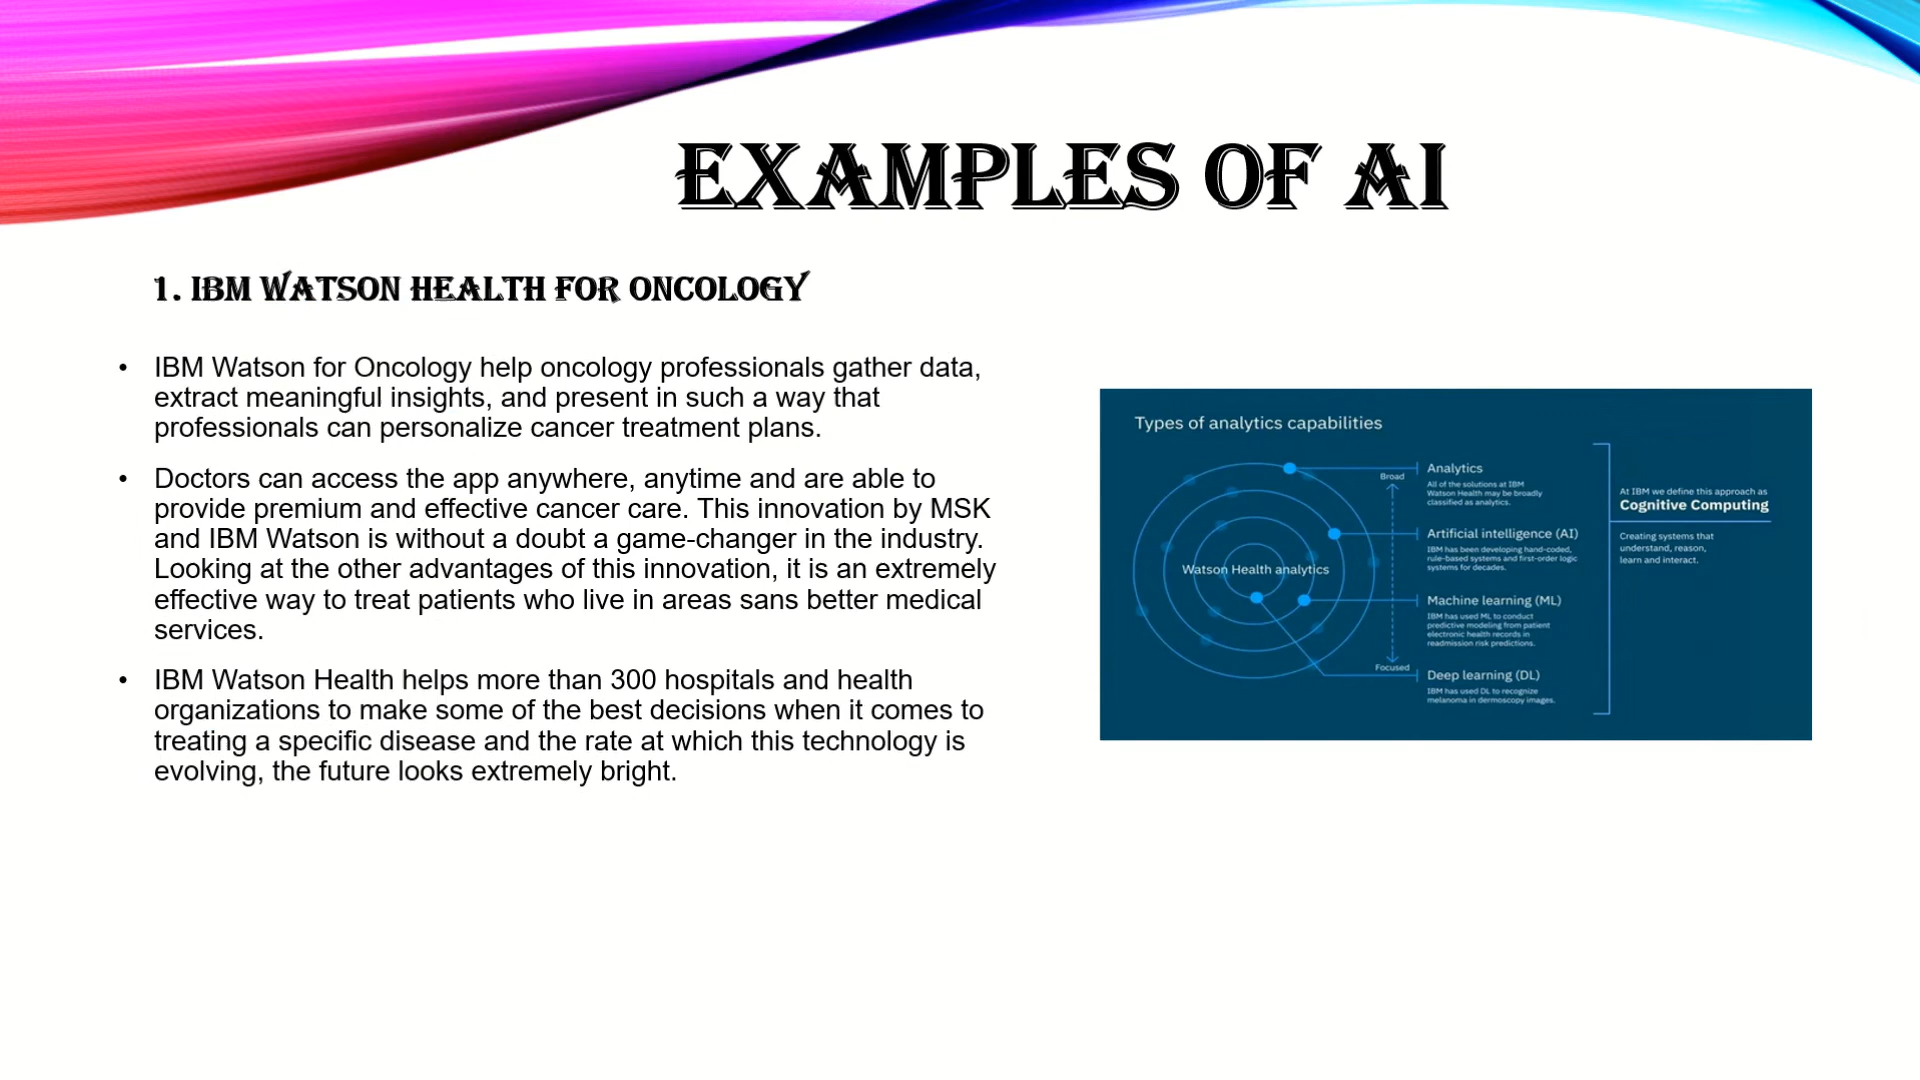 EXAMPLES OF AI
1. IBM WATSON HEALTH FOR ONCOLOGY
• IBM Watson for Oncology help oncology professionals gather data,
extract meaningful insights, and present in such a way that
professionals can personalize cancer treatment plans.
• Doctors can access the app anywhere, anytime and are able to
provide premium and effective cancer care. This innovation by MSK
and IBM Watson is without a doubt a game-changer in the industry.
Looking at the other advantages of this innovation, it is an extremely
effective way to treat patients who live in areas sans better medical
services.
• IBM Watson Health helps more than 300 hospitals and health
organizations to make some of the best decisions when it comes to
treating a specific disease and the rate at which this technology is
evolving, the future looks extremely bright.
Types of analytics capabilities
Watson Health analytics
Broad
Focused
Analytics
All of the solutions at IBM
Watson Health may be broadly
classified as analytics.
Artificial intelligence (AI)
IBM has been developing hand-coded,
rule-based systems and first-order logic
systems for decades.
Machine learning (ML)
IBM has used ML to conduct
predictive modeling from patient
electronic health records in
readmission risk predictions.
Deep learning (DL)
IBM has used DL to recognize
melanoma in dermoscopy images.
At IBM we define this approach as
Cognitive Computing
Creating systems that
understand, reason,
learn and interact.